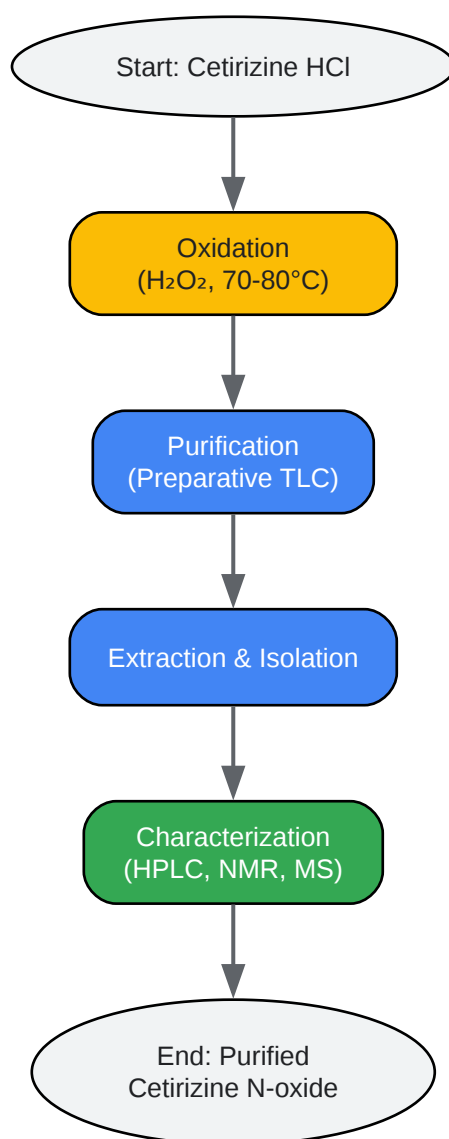 Start: Cetirizine HCl
Oxidation
(H₂O₂, 70-80°C)
Purification
(Preparative TLC)
Extraction & Isolation
Characterization
(HPLC, NMR, MS)
End: Purified
Cetirizine N-oxide